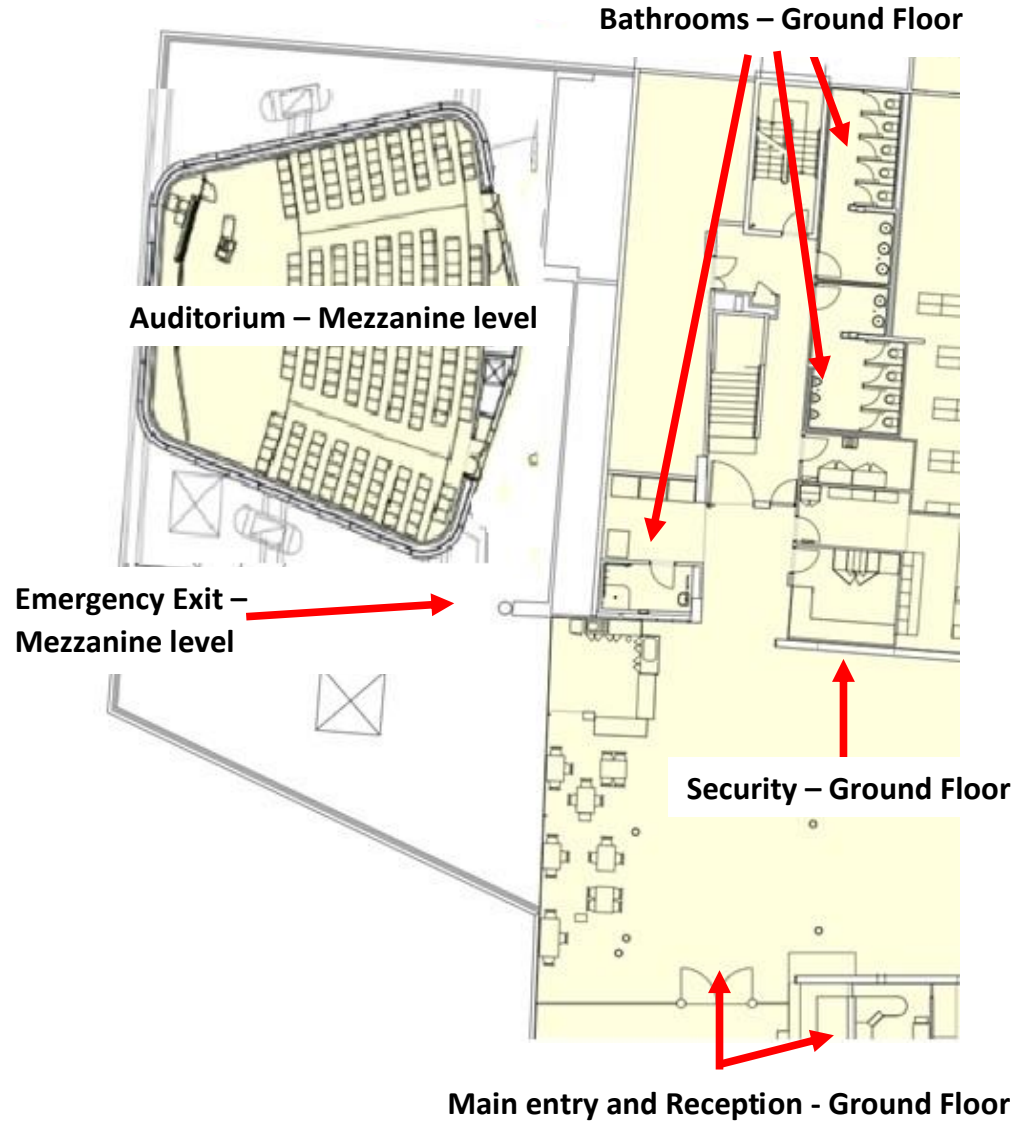 Bathrooms – Ground Floor
Auditorium – Mezzanine level
Emergency Exit –
Mezzanine level
Security – Ground Floor
Main entry and Reception - Ground Floor